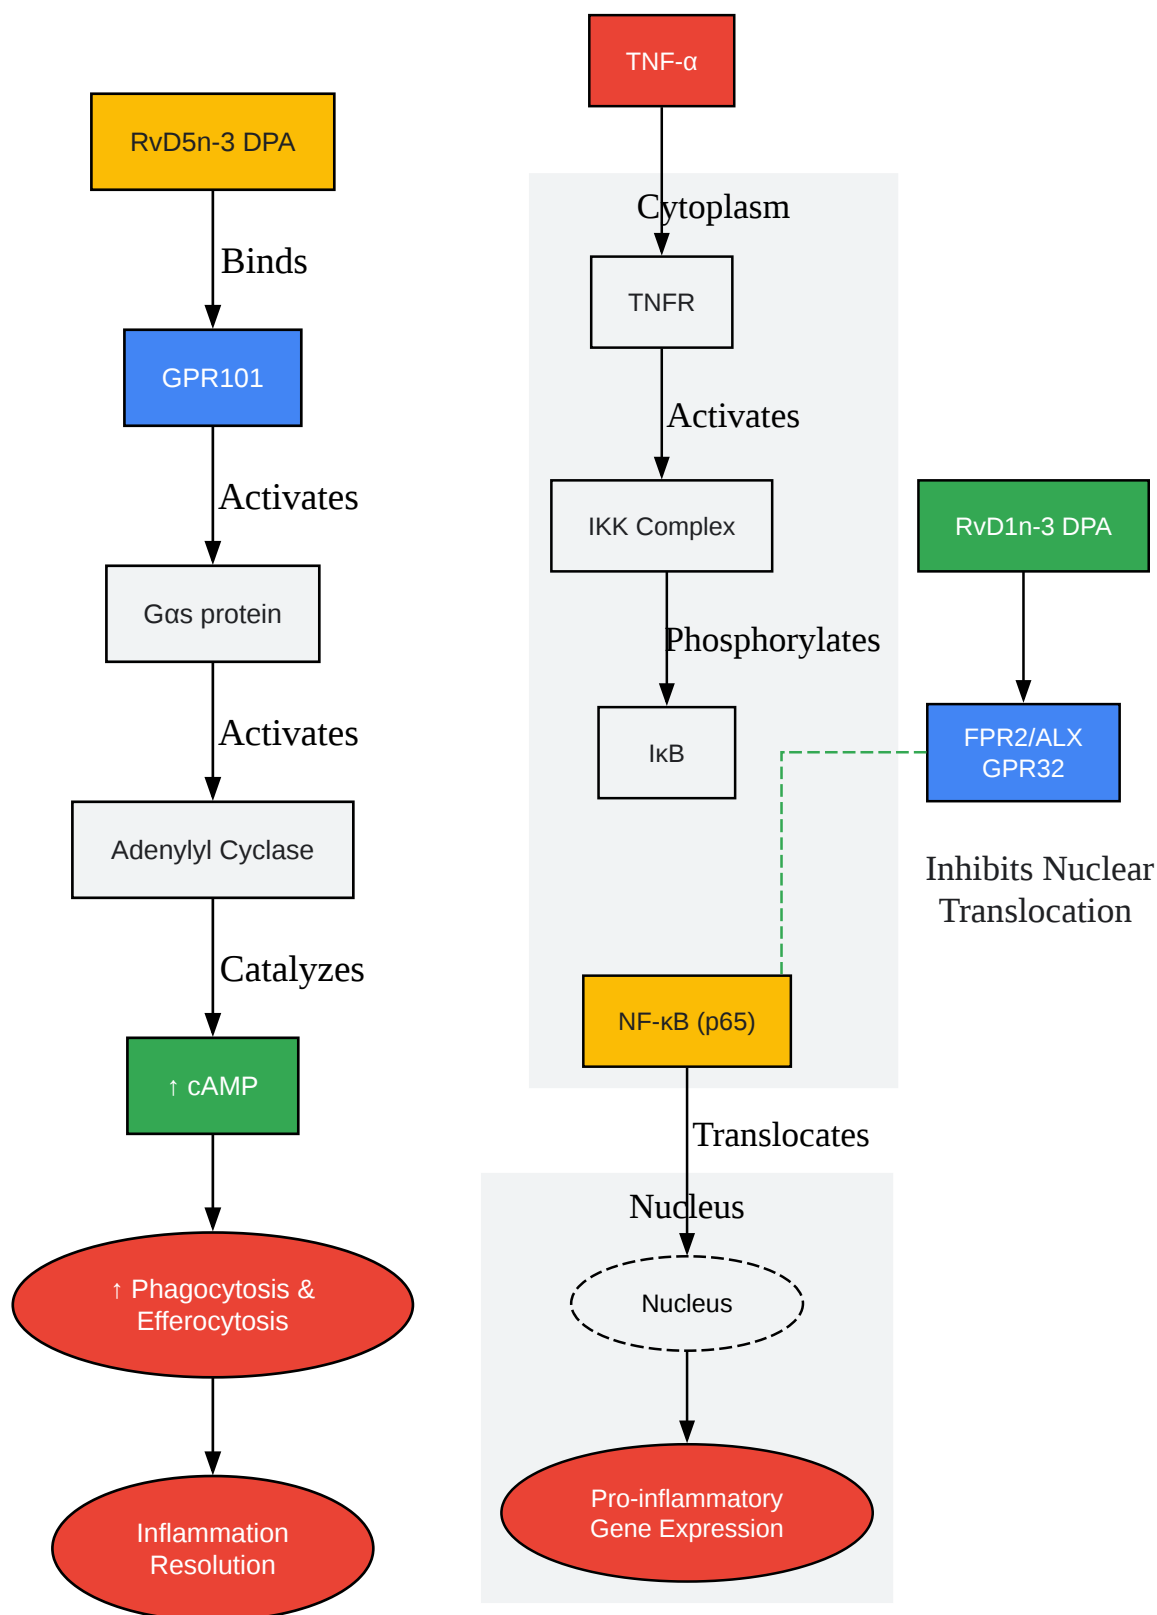 RvD5n-3 DPA
Binds
GPR101
Activates
Gαs protein
Activates
Adenylyl Cyclase
Catalyzes
↑ cAMP
↑ Phagocytosis &
Efferocytosis
Inflammation
Resolution
TNF-α
Cytoplasm
TNFR
Activates
IKK Complex
Phosphorylates
IκB
NF-κB (p65)
Translocates
Nucleus
Nucleus
Pro-inflammatory
Gene Expression
RvD1n-3 DPA
FPR2/ALX
GPR32
Inhibits Nuclear
Translocation